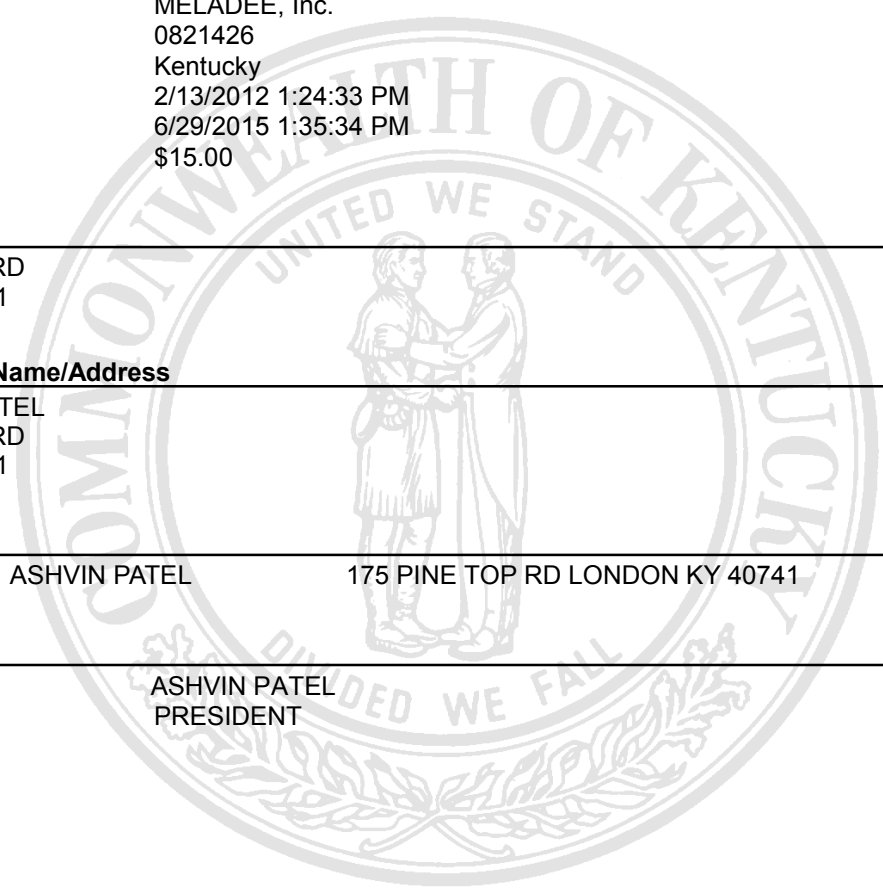 MELADEE, Inc.
0821426
Kentucky
2/13/2012 1:24:33 PM
6/29/2015 1:35:34 PM
$15.00
RD
1
Name/Address
TEL
RD
1
ASHVIN PATEL 175 PINE TOP RD LONDON KY 40741
ASHVIN PATEL
PRESIDENT
COMMONWEALTH OF KENTUCKY
UNITED WE STAND
DIVIDED WE FALL